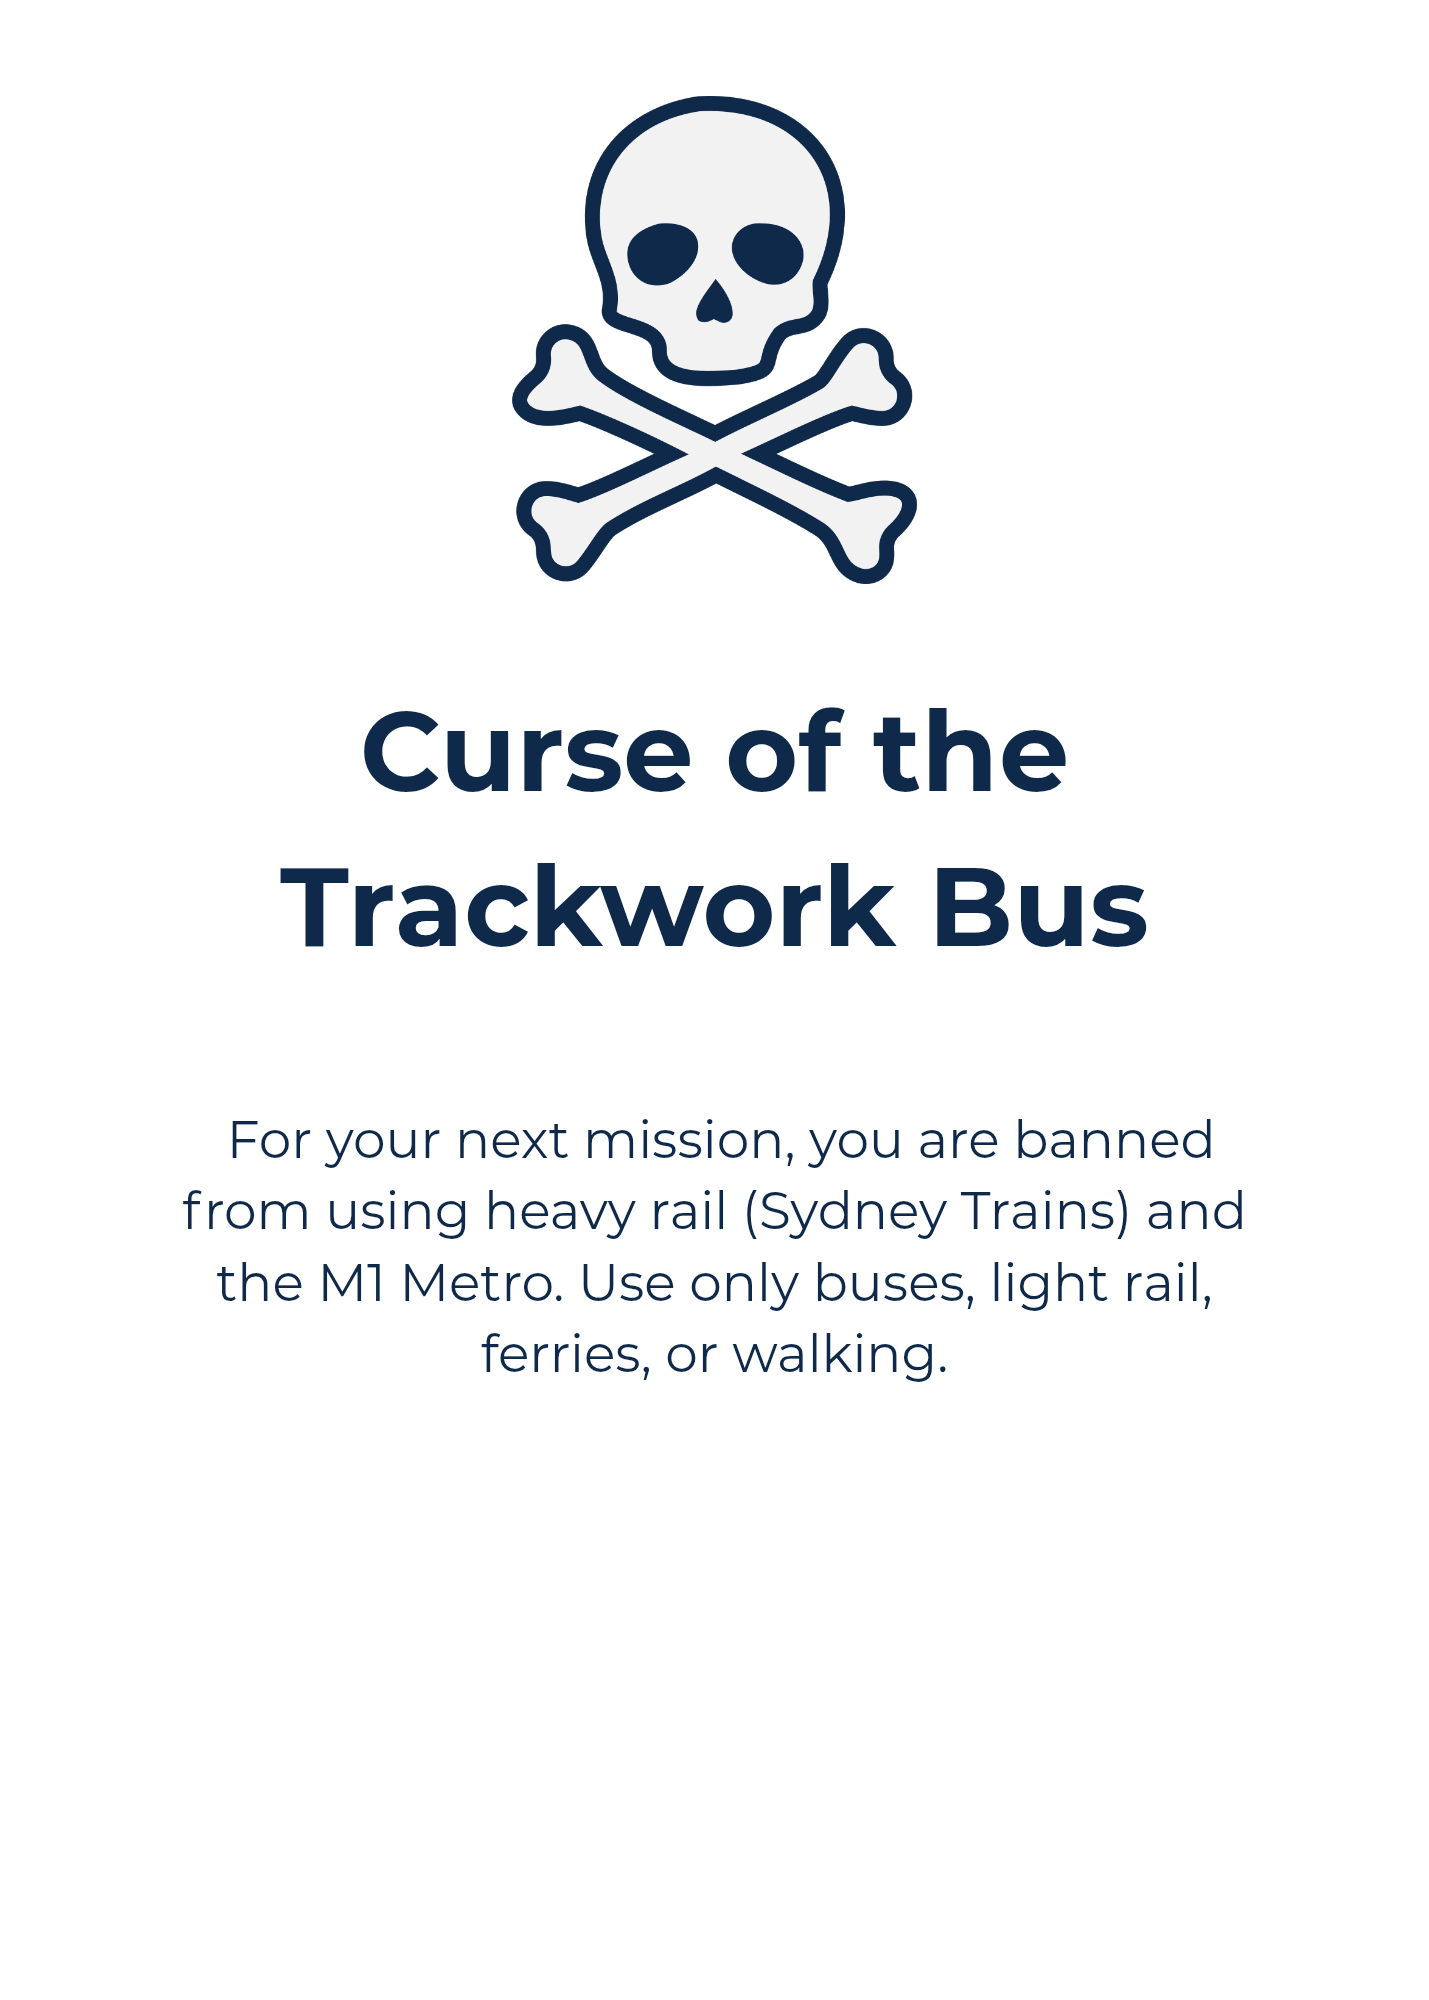 Curse of the
Trackwork Bus
For your next mission, you are banned
from using heavy rail (Sydney Trains) and
the M1 Metro. Use only buses, light rail,
ferries, or walking.